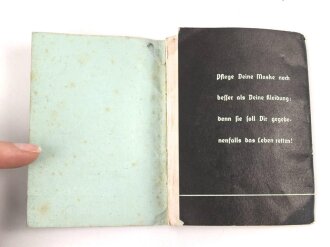 Pflege Deine Maske noch
besser als Deine Kleidung;
denn sie soll Dir gegebe-
nenfalls das Leben retten!